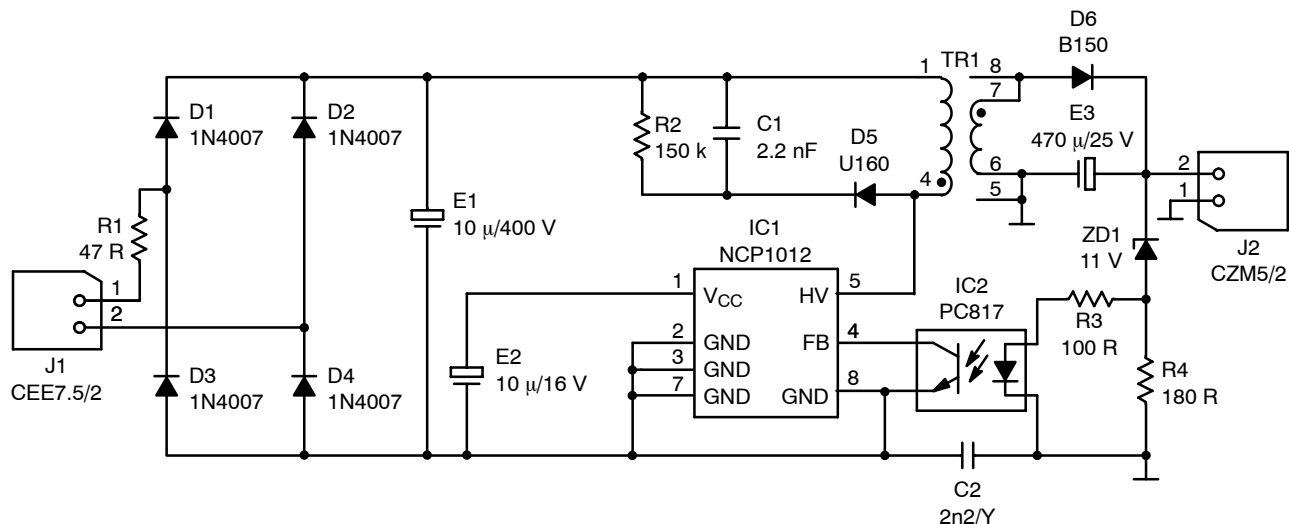 D6
B150
TR1
1
8
7
D1
1N4007
D2
1N4007
R2
150 k
C1
2.2 nF
D5
U160
E3
470 μ/25 V
4
6
5
2
1
J2
CZM5/2
R1
47 R
E1
10 μ/400 V
IC1
NCP1012
ZD1
11 V
1
2
J1
CEE7.5/2
1
VCC
HV
5
IC2
PC817
R3
100 R
2
GND
FB
4
3
GND
7
GND
GND
8
E2
10 μ/16 V
D3
1N4007
D4
1N4007
R4
180 R
C2
2n2/Y